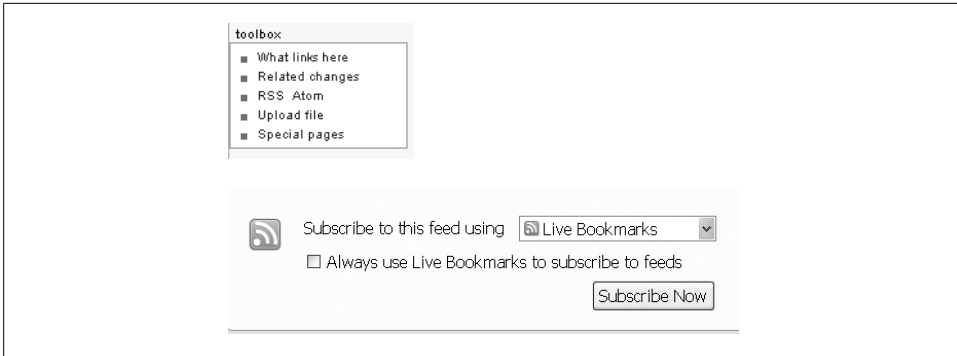 toolbox
What links here
Related changes
RSS Atom
Upload file
Special pages
Subscribe to this feed using Live Bookmarks
Always use Live Bookmarks to subscribe to feeds
Subscribe Now